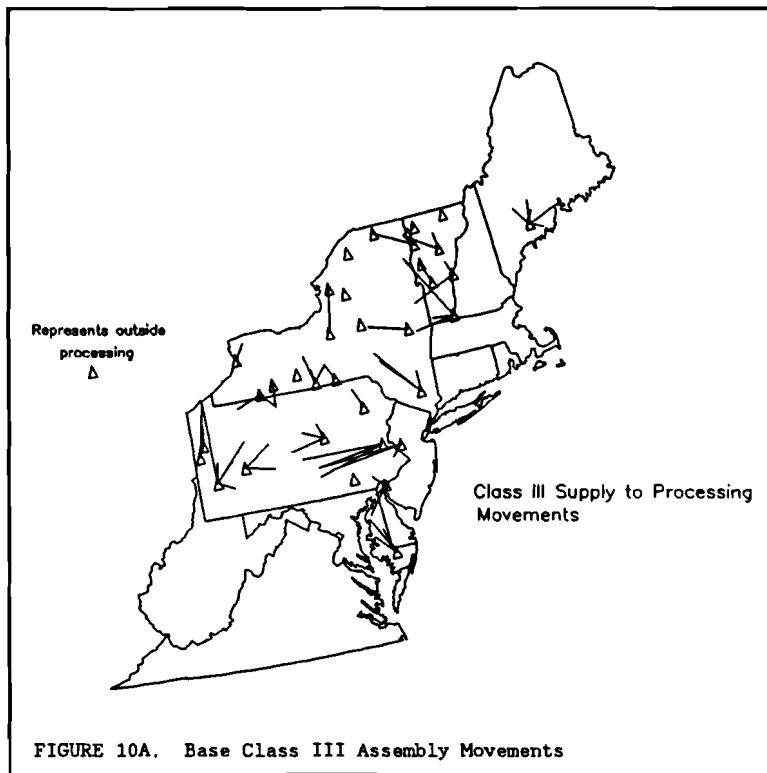 Represents outside
processing
Class III Supply to Processing
Movements
FIGURE 10A. Base Class III Assembly Movements